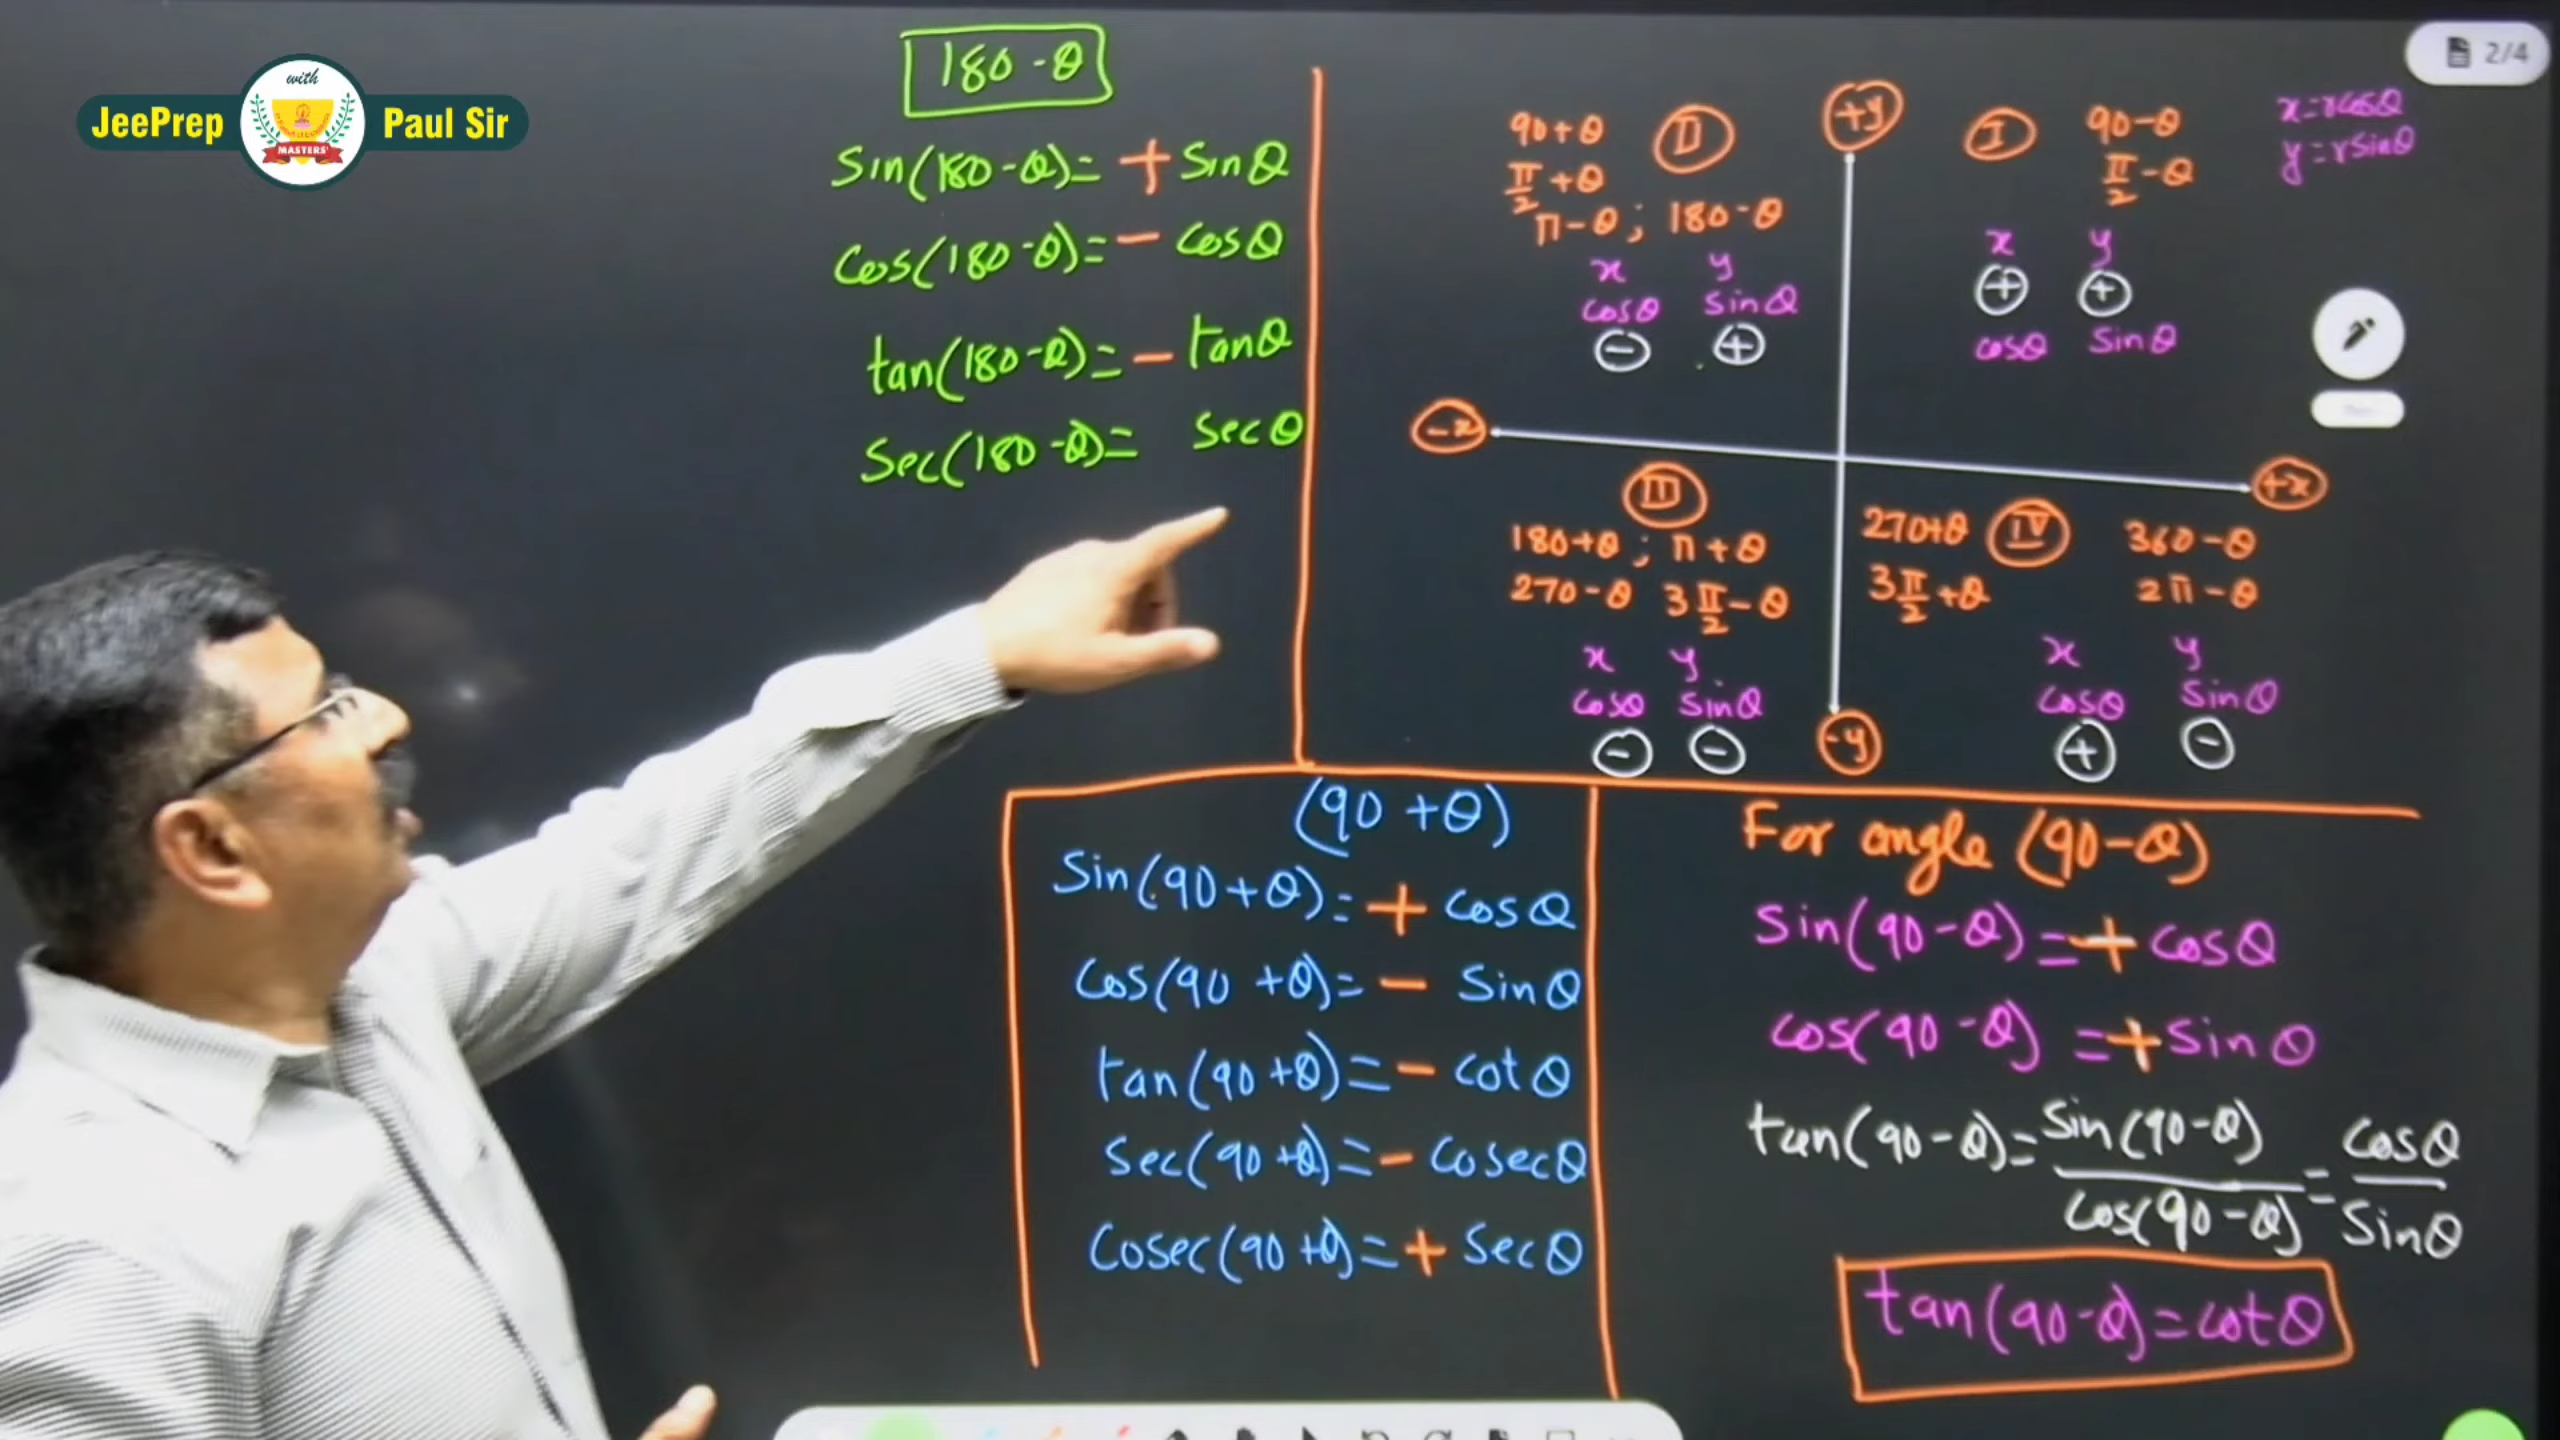 with
JeePrep
Paul Sir
MASTERS
180-θ
Sin(180-θ)= + Sinθ
Cos(180-θ)= - Cosθ
tan(180-θ)= - tanθ
Sec(180-θ)= Secθ
2/4
+y
90+θ
II
π/2+θ
π-θ ; 180-θ
x y
cosθ Sinθ
- +
I
90-θ
π/2-θ
x=rcosθ
y=rsinθ
x y
+ +
cosθ Sinθ
-x
+x
III
180+θ ; π+θ
270-θ 3π/2-θ
x y
cosθ Sinθ
- -
-y
270+θ IV 360-θ
3π/2+θ 2π-θ
x y
cosθ Sinθ
+ -
(90+θ)
Sin(90+θ)= + cosθ
Cos(90+θ)= - Sinθ
tan(90+θ)= - cotθ
Sec(90+θ)= - Cosecθ
Cosec(90+θ)= + Secθ
For angle (90-θ)
Sin(90-θ)=+ cosθ
cos(90-θ) =+ Sinθ
tan(90-θ)=Sin(90-θ)/Cos(90-θ)=Cosθ/Sinθ
tan(90-θ)=cotθ